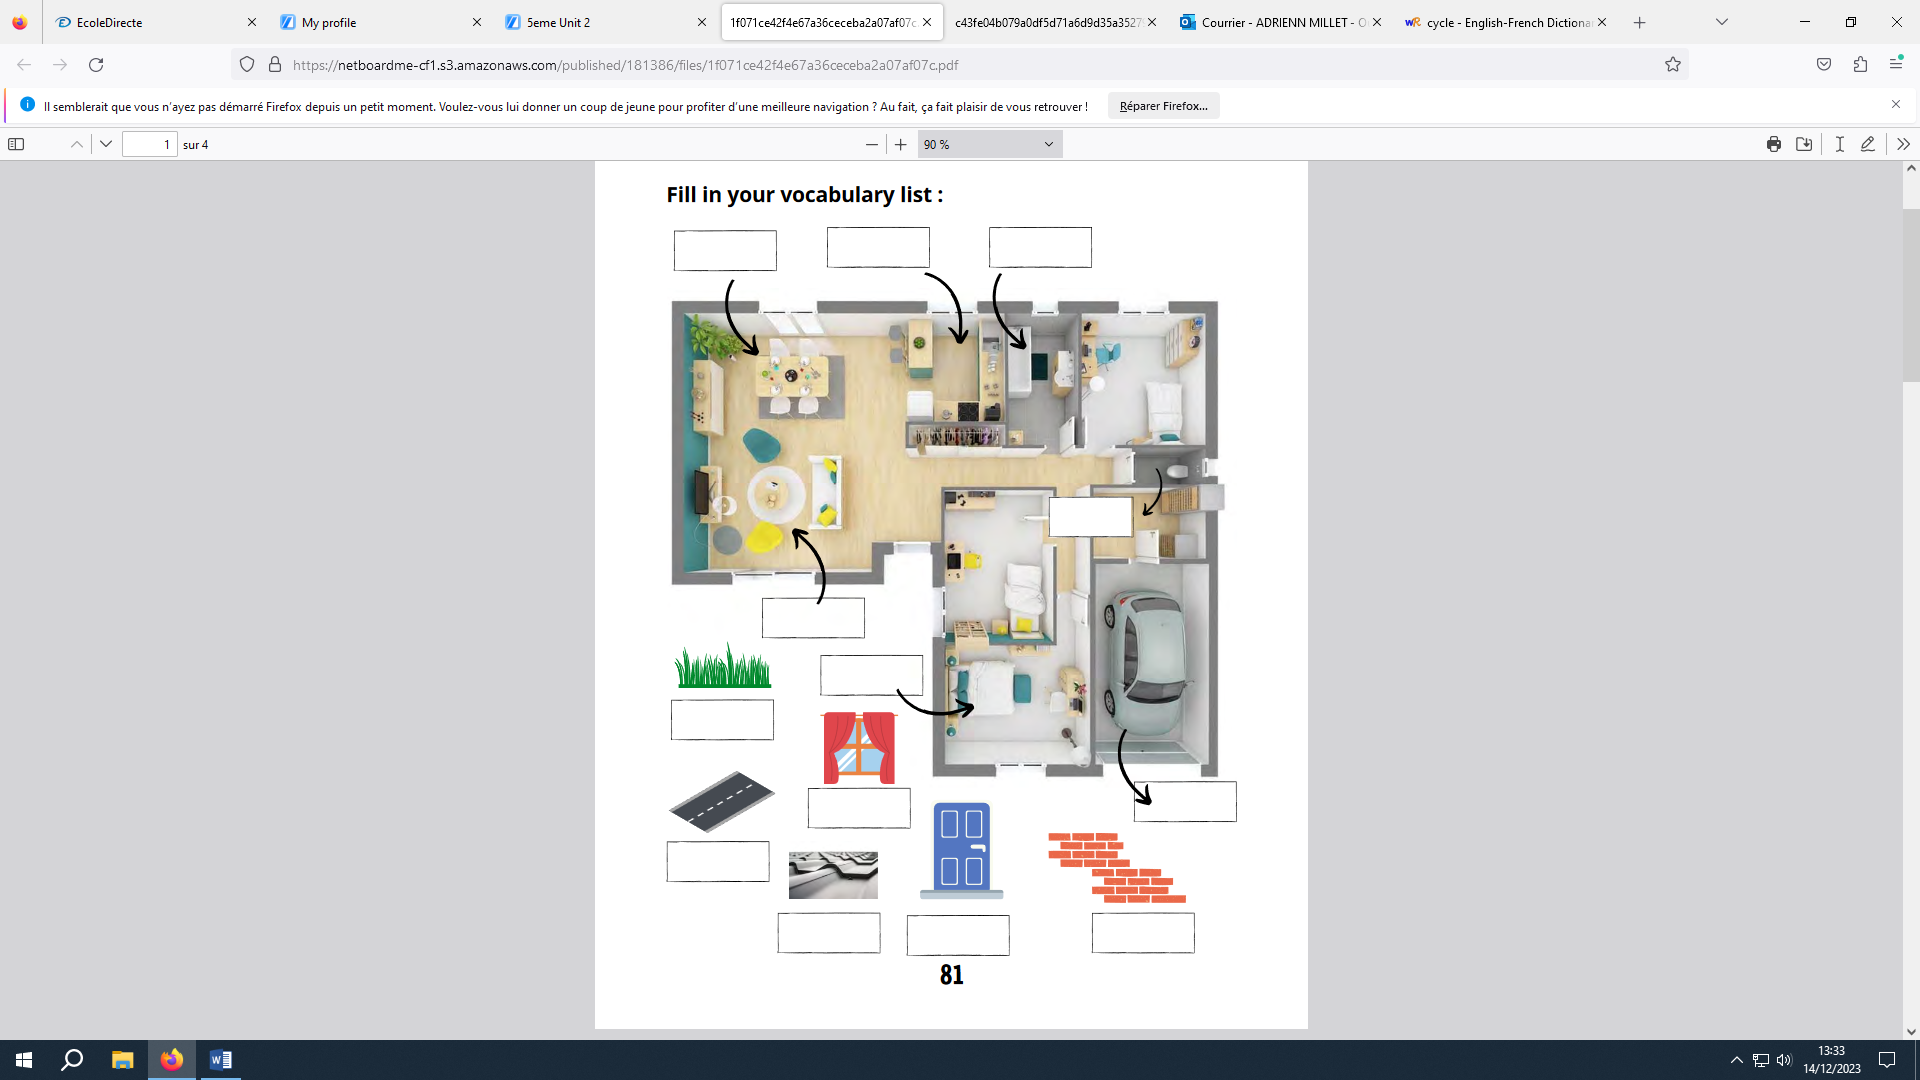 EcoleDirecte
My profile
5eme Unit 2
1f071ce42f4e67a36ceceba2a07af07c.
c43fe04b079a0df5d71a6d9d35a3527
Courrier - ADRIENN MILLET - O
cycle - English-French Dictiona
https://netboardme-cf1.s3.amazonaws.com/published/181386/files/1f071ce42f4e67a36ceceba2a07af07c.pdf
Il semblerait que vous n'ayez pas démarré Firefox depuis un petit moment. Voulez-vous lui donner un coup de jeune pour profiter d'une meilleure navigation ? Au fait, ça fait plaisir de vous retrouver !
Réparer Firefox...
1 sur 4
90 %
Fill in your vocabulary list :
81
13:33
14/12/2023